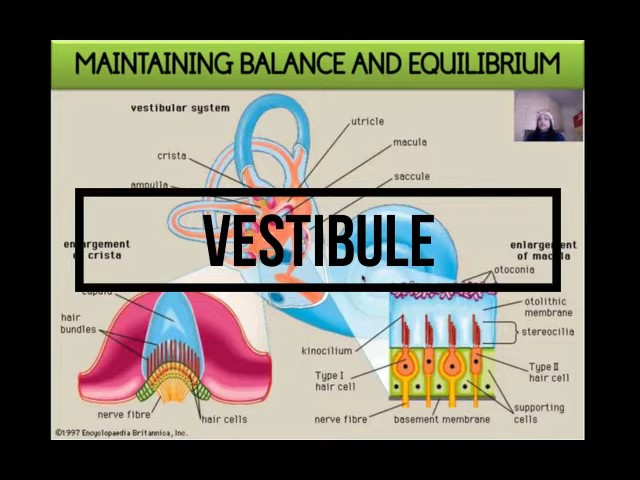 MAINTAINING BALANCE AND EQUILIBRIUM
vestibular system
utricle
macula
crista
saccule
ampulla
VESTIBULE
enlargement
of crista
enlargement
of macula
otoconia
otolithic
membrane
hair
bundles
stereocilia
kinocilium
Type I
hair cell
Type II
hair cell
nerve fibre
hair cells
nerve fibre
basement membrane
supporting
cells
©1997 Encyclopaedia Britannica, Inc.